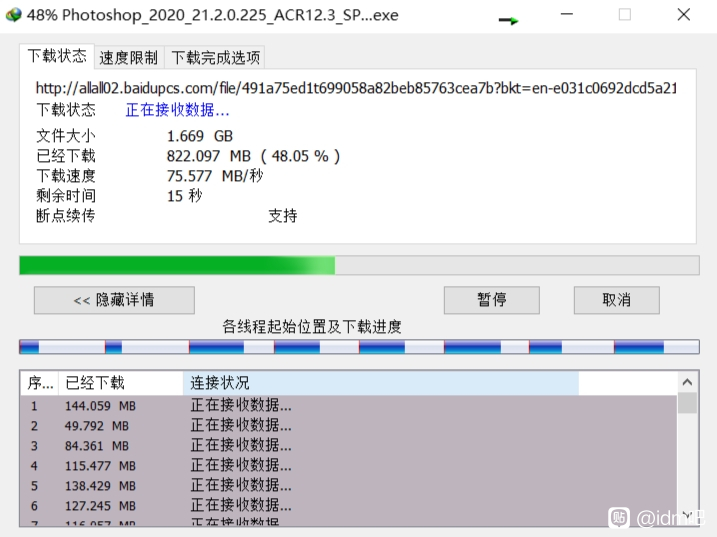 48% Photoshop_2020_21.2.0.225_ACR12.3_SP...exe
下载状态 速度限制 下载完成选项
http://allall02.baidupcs.com/file/491a75ed1t699058a82beb85763cea7b?bkt=en-e031c0692dcd5a21
下载状态 正在接收数据...
文件大小 1.669 GB
已经下载 822.097 MB ( 48.05 % )
下载速度 75.577 MB/秒
剩余时间 15 秒
断点续传 支持
<< 隐藏详情 暂停 取消
各线程起始位置及下载进度
序... 已经下载 连接状况
1 144.059 MB 正在接收数据...
2 49.792 MB 正在接收数据...
3 84.361 MB 正在接收数据...
4 115.477 MB 正在接收数据...
5 138.429 MB 正在接收数据...
6 127.245 MB 正在接收数据...
7 116.957 MB 正在接收数据...
贴 @idm吧